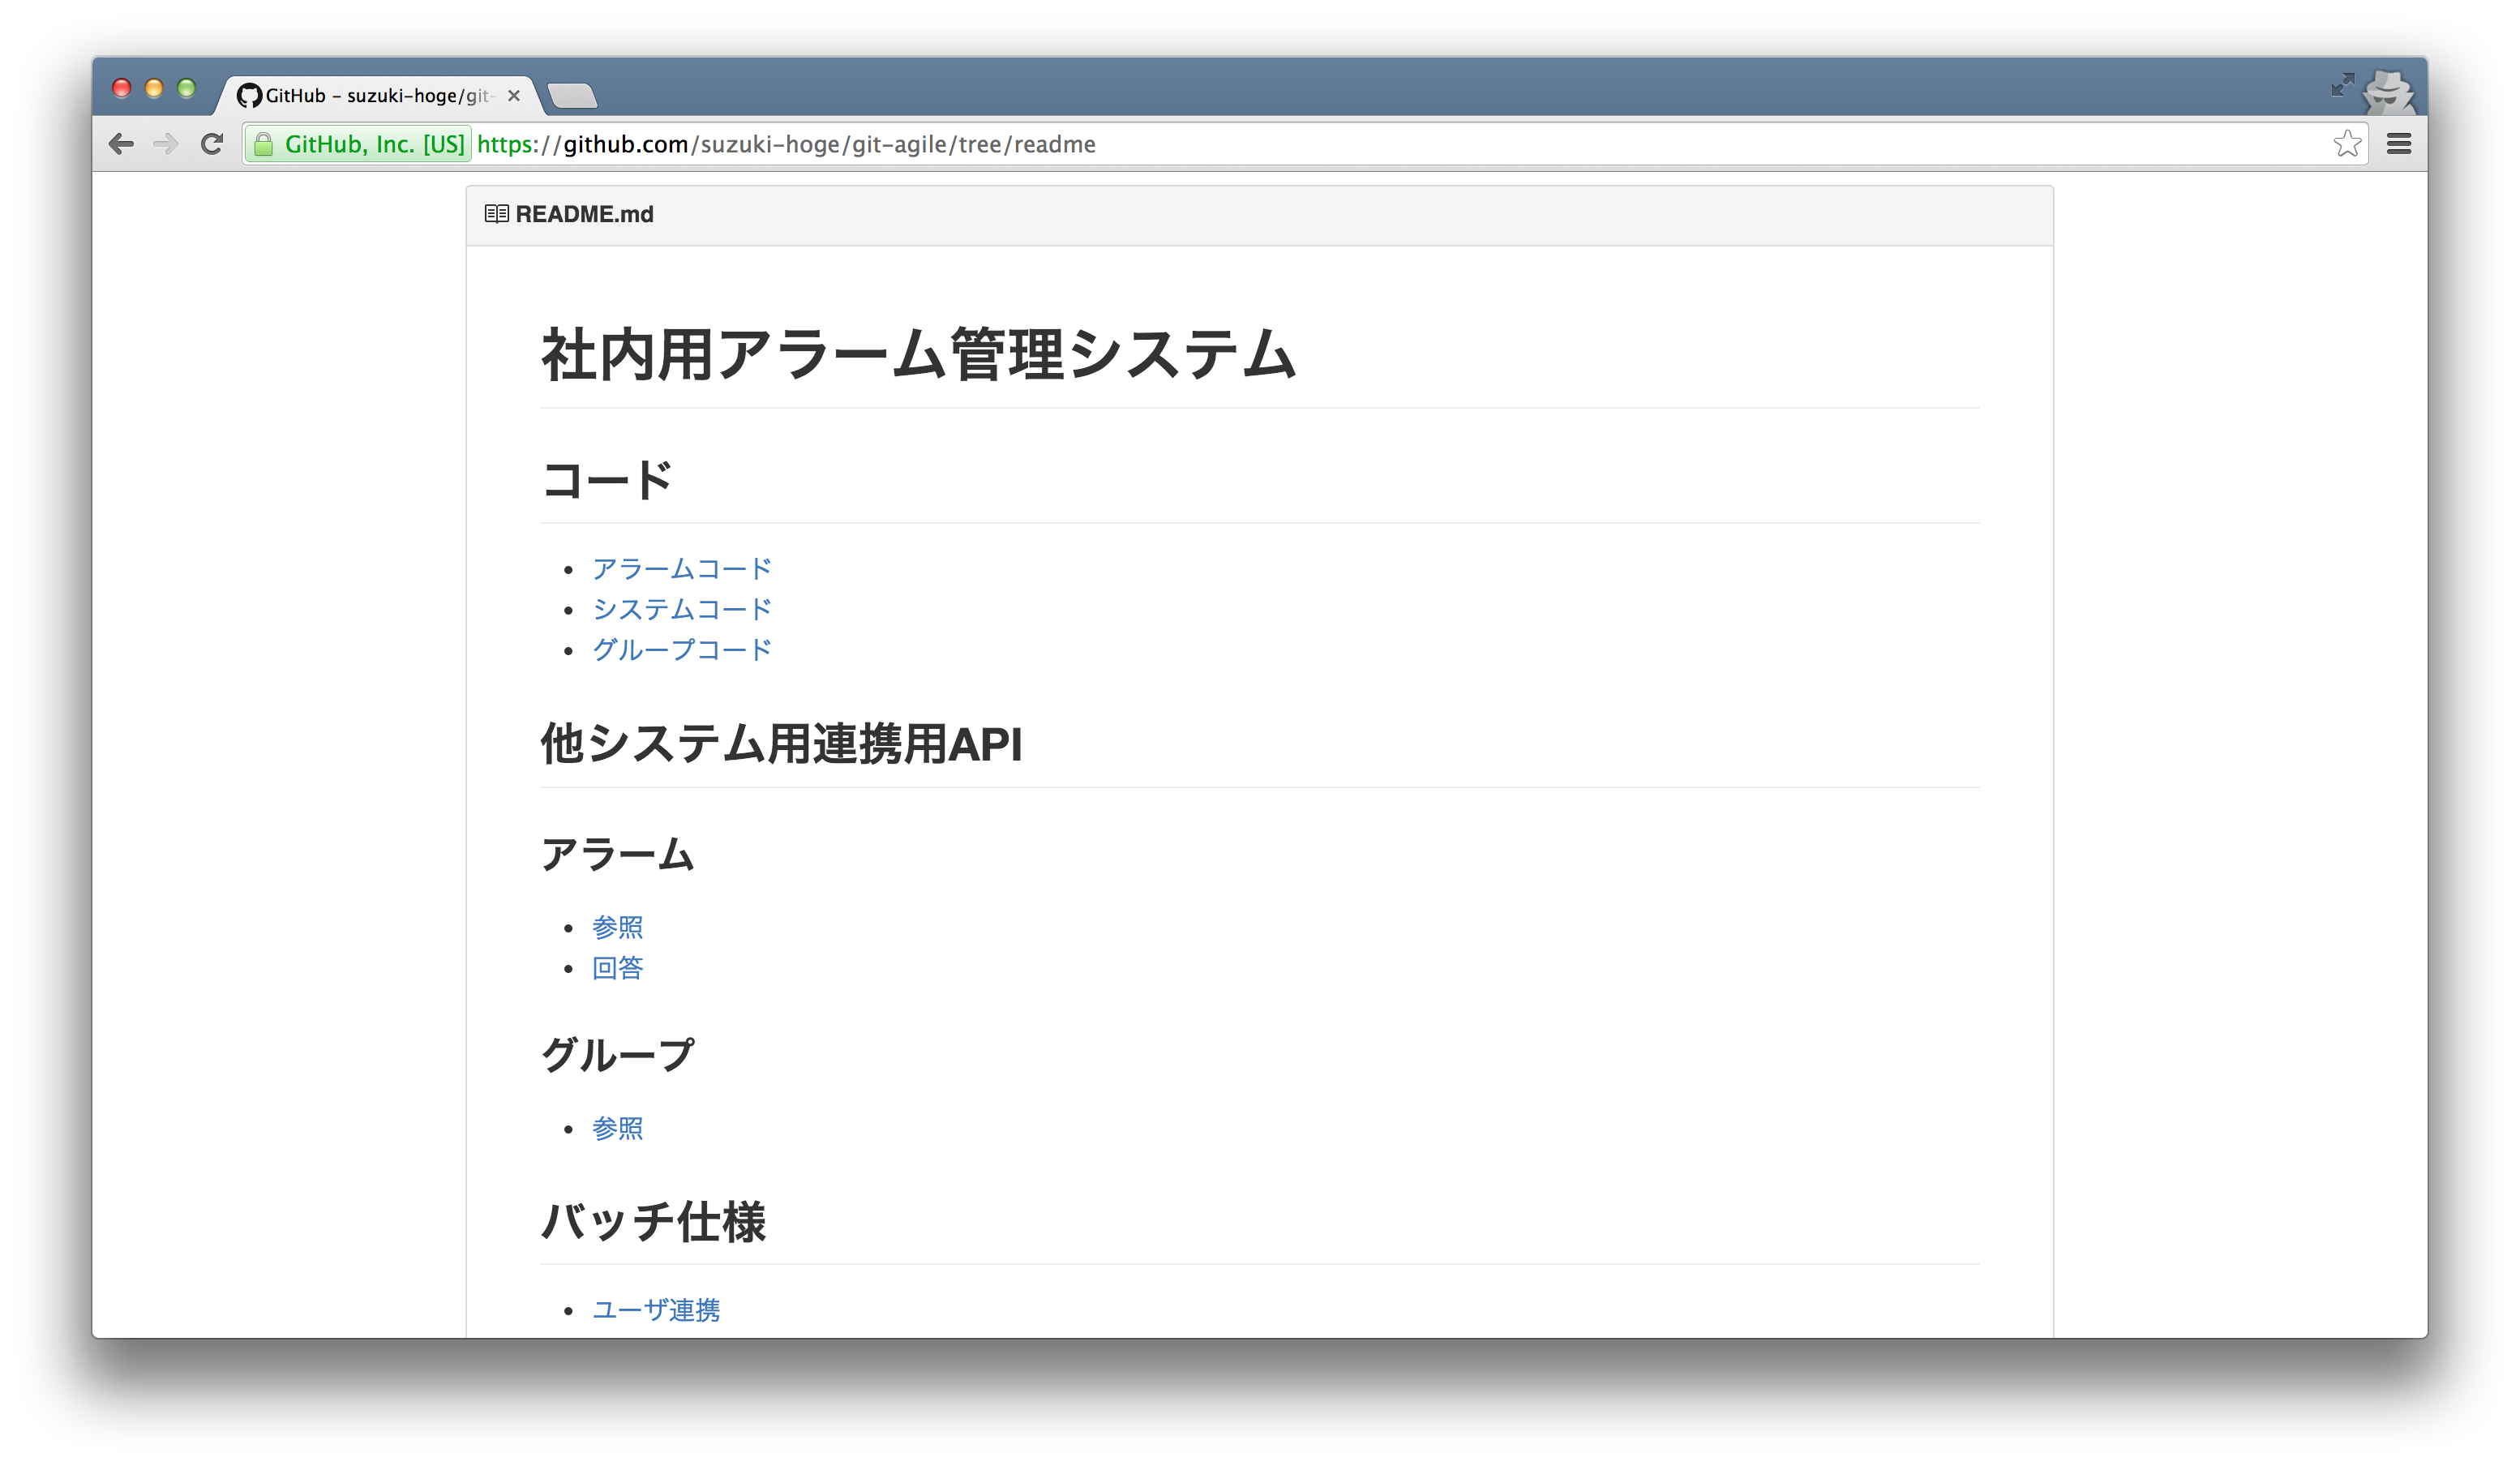 GitHub - suzuki-hoge/git-
GitHub, Inc. [US] https://github.com/suzuki-hoge/git-agile/tree/readme
README.md
社内用アラーム管理システム
コード
アラームコード
システムコード
グループコード
他システム用連携用API
アラーム
参照
回答
グループ
参照
バッチ仕様
ユーザ連携